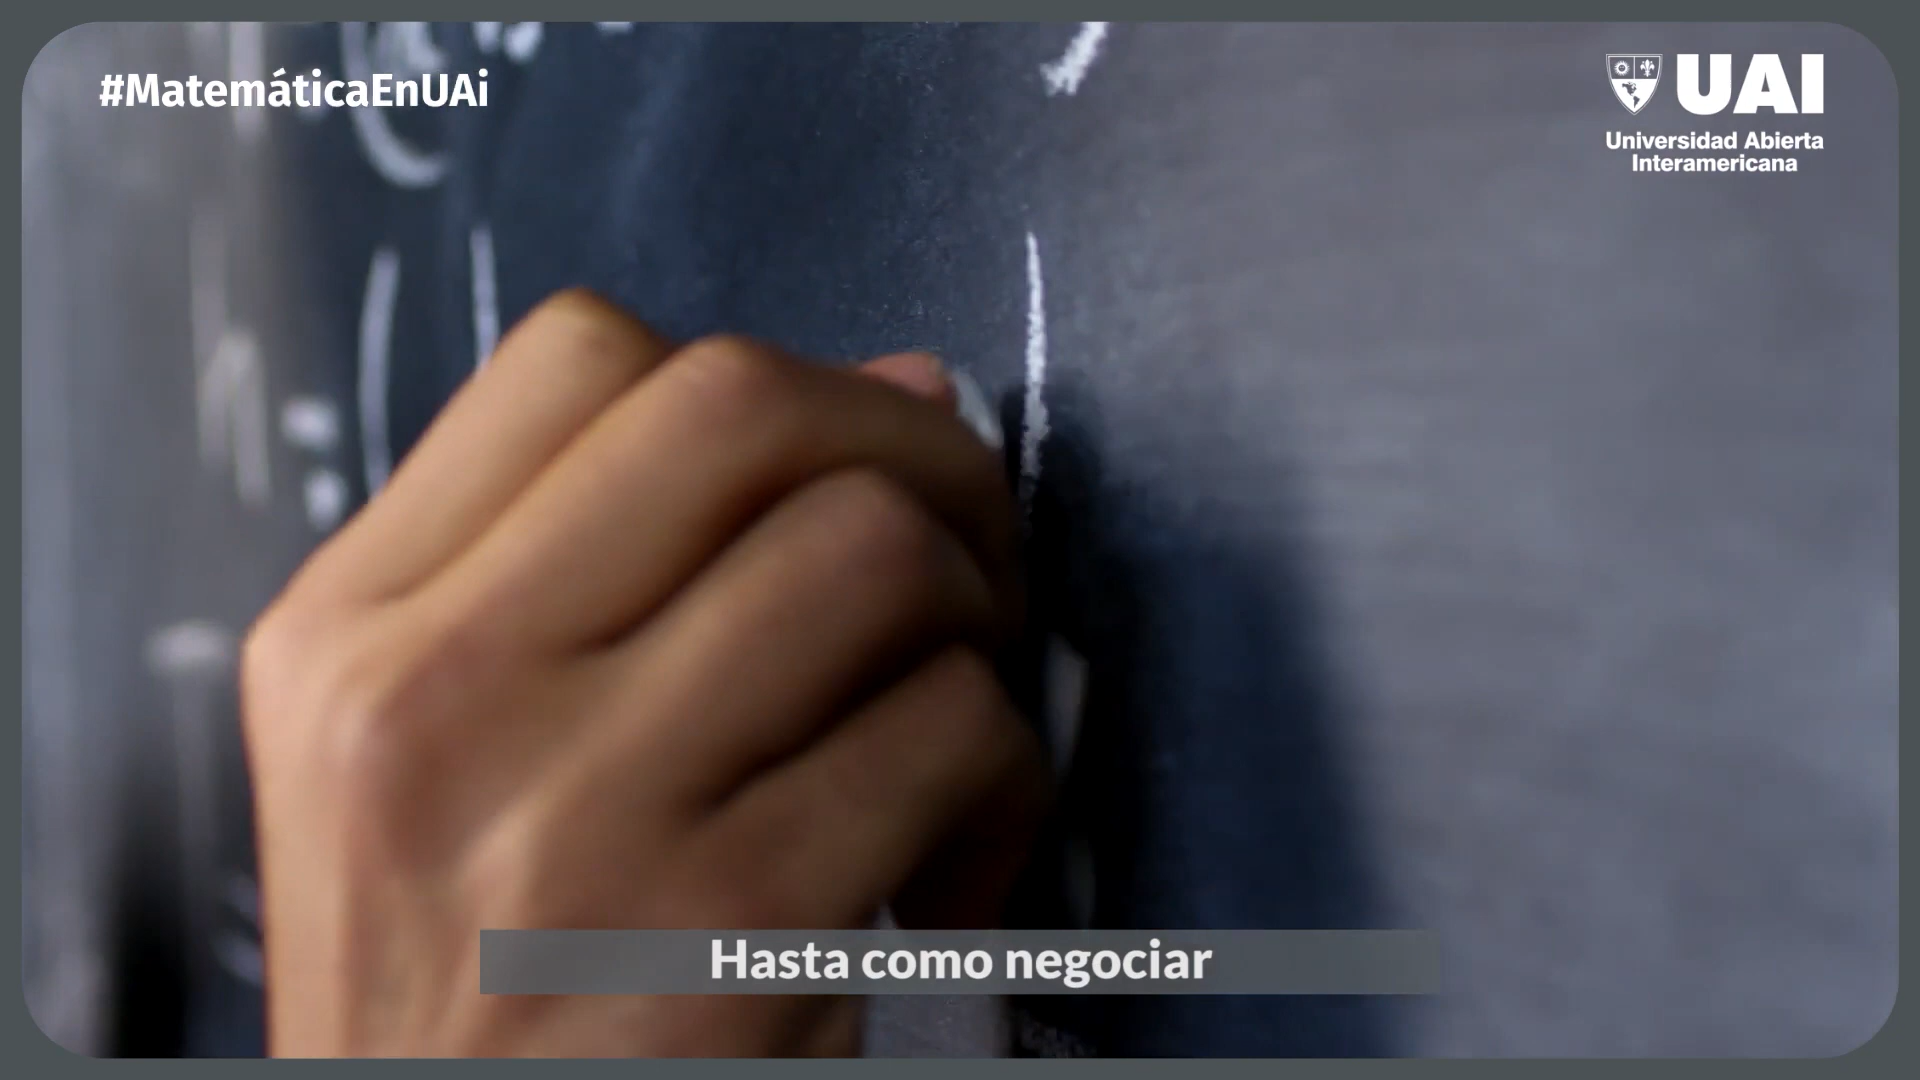 #MatemáticaEnUAi
UAI
Universidad Abierta
Interamericana
Hasta como negociar